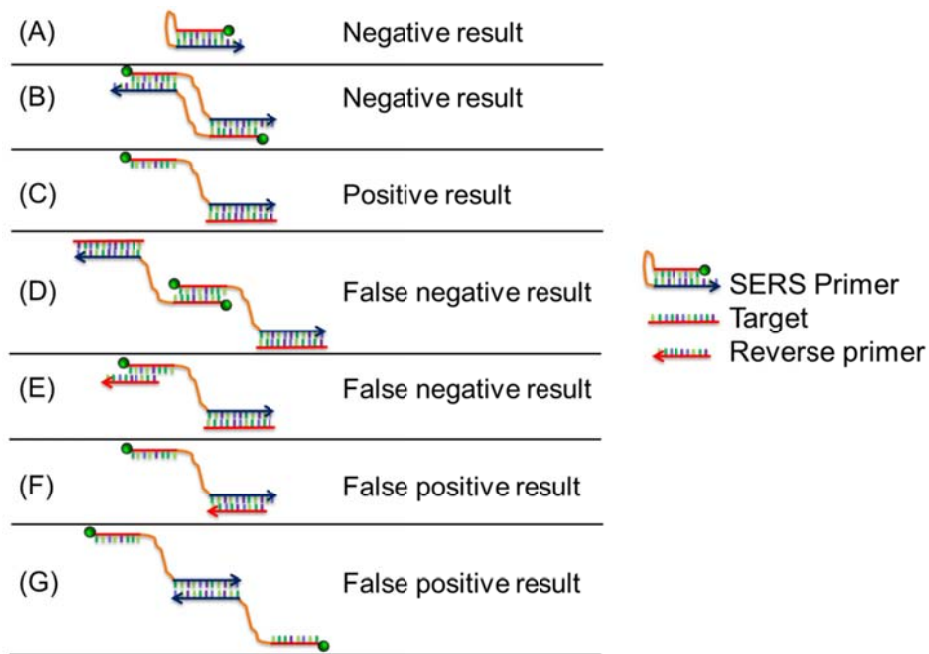 (A) Negative result
(B) Negative result
(C) Positive result
(D) False negative result
(E) False negative result
(F) False positive result
(G) False positive result
SERS Primer
Target
Reverse primer